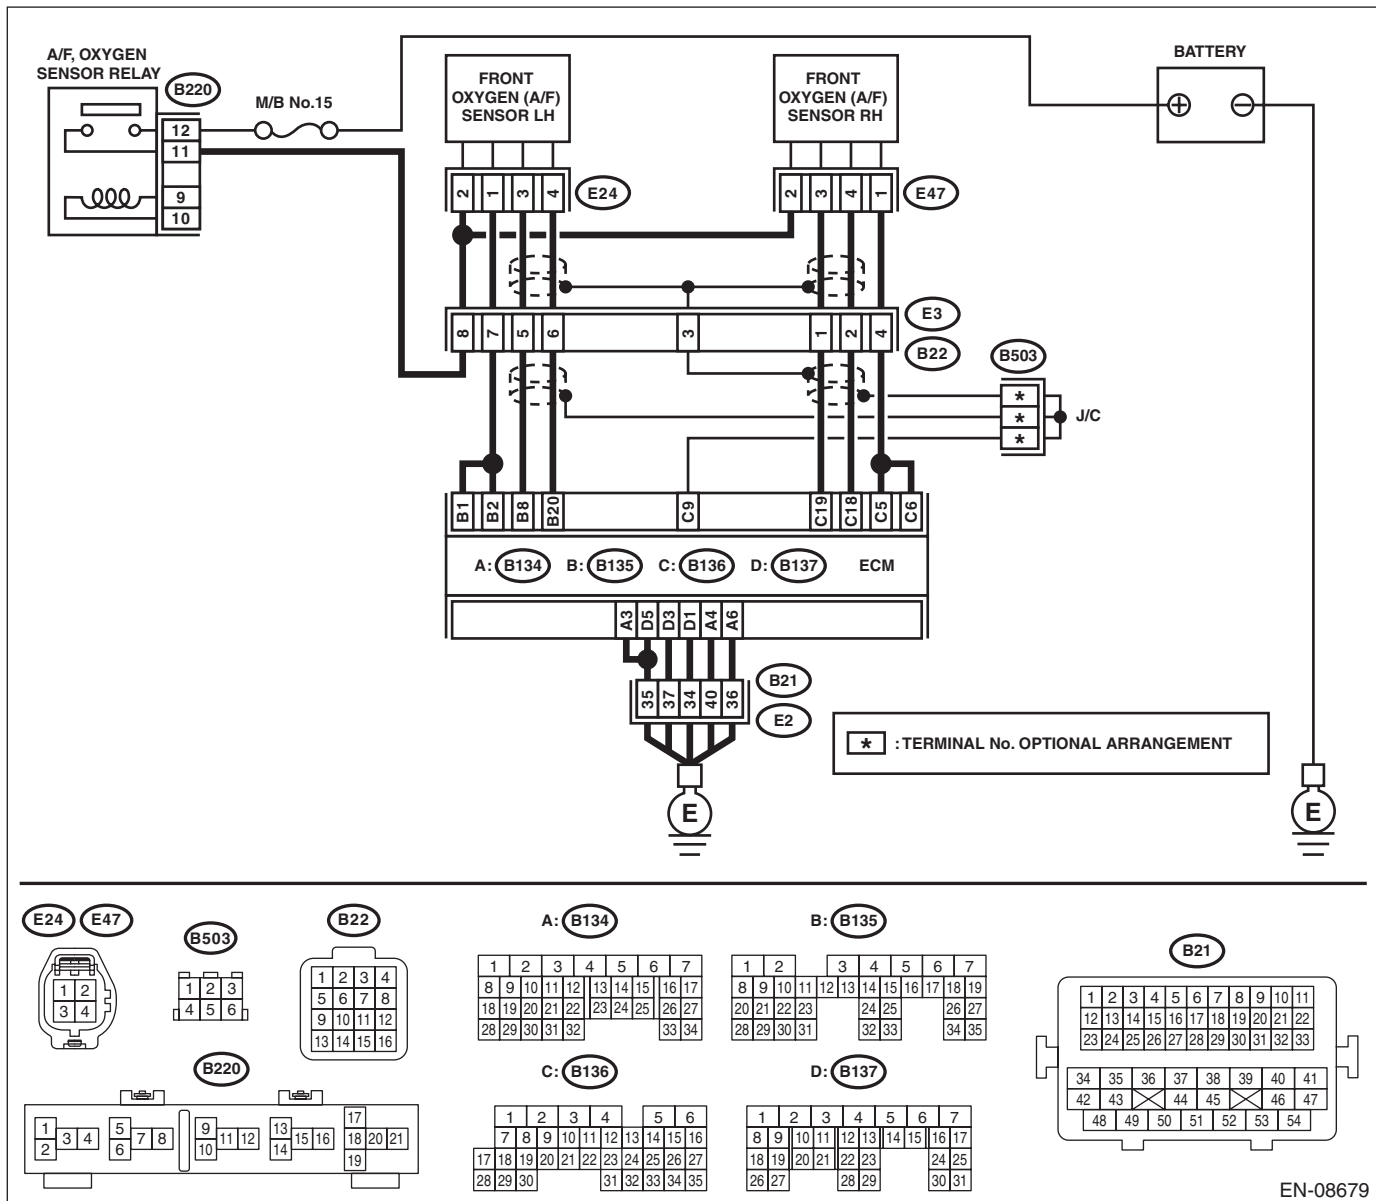 A/F, OXYGEN
SENSOR RELAY
B220
12
11
9
10
M/B No.15
FRONT
OXYGEN (A/F)
SENSOR LH
FRONT
OXYGEN (A/F)
SENSOR RH
BATTERY
2 1 3 4
E24
2 3 4 1
E47
8 7 5 6 3 1 2 4
E3
B22
B503
*
*
*
J/C
B1 B2 B8 B20 C9 C19 C18 C5 C6
A: B134 B: B135 C: B136 D: B137 ECM
A3 D5 D3 D1 A4 A6
35 37 34 40 36
B21
E2
* : TERMINAL No. OPTIONAL ARRANGEMENT
E
E
E24 E47
1 2
3 4
B503
1 2 3
4 5 6
B22
1 2 3 4
5 6 7 8
9 10 11 12
13 14 15 16
B220
1 2 3 4 5 6 7 8 9 10 11 12 13 14 15 16 17 18 19 20 21
A: B134
1 2 3 4 5 6 7
8 9 10 11 12 13 14 15 16 17
18 19 20 21 22 23 24 25 26 27
28 29 30 31 32 33 34
B: B135
1 2 3 4 5 6 7
8 9 10 11 12 13 14 15 16 17 18 19
20 21 22 23 24 25 26 27
28 29 30 31 32 33 34 35
C: B136
1 2 3 4 5 6
7 8 9 10 11 12 13 14 15 16
17 18 19 20 21 22 23 24 25 26 27
28 29 30 31 32 33 34 35
D: B137
1 2 3 4 5 6 7
8 9 10 11 12 13 14 15 16 17
18 19 20 21 22 23 24 25
26 27 28 29 30 31
B21
1 2 3 4 5 6 7 8 9 10 11
12 13 14 15 16 17 18 19 20 21 22
23 24 25 26 27 28 29 30 31 32 33
34 35 36 37 38 39 40 41
42 43 44 45 46 47
48 49 50 51 52 53 54
EN-08679